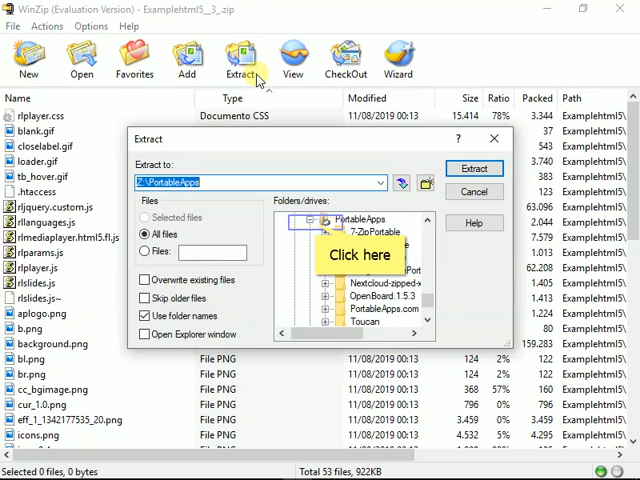 WinZip (Evaluation Version) - Examplehtml5__3_.zip
File Actions Options Help
New Open Favorites Add Extract View CheckOut Wizard
Name Type Modified Size Ratio Packed Path
rlplayer.css Documento CSS 11/08/2019 00:13 15.414 78% 3.344 Examplehtml5\
blank.gif 37 Examplehtml5\
closelabel.gif 543 Examplehtml5\
loader.gif Examplehtml5\
tb_hover.gif 363 Examplehtml5\
.htaccess 213 Examplehtml5\
rljquery.custom.js 63.096 Examplehtml5\
rllanguages.js 2.044 Examplehtml5\
rlmediaplayer.html5.fl.js 7.579 Examplehtml5\
rlparams.js 1.013 Examplehtml5\
rlplayer.js 62.208 Examplehtml5\
rlslides.js Examplehtml5\
rlslides.js~ Examplehtml5\
aplogo.png 124 Examplehtml5\
b.png 80 Examplehtml5\
background.png 159.283 Examplehtml5\
bl.png File PNG 11/08/2019 00:13 124 2% 122 Examplehtml5\
br.png File PNG 11/08/2019 00:13 124 2% 122 Examplehtml5\
cc_bgimage.png File PNG 11/08/2019 00:13 368 57% 160 Examplehtml5\
cur_1.0.png File PNG 11/08/2019 00:13 796 0% 796 Examplehtml5\
eff_1_1342177535_20.png File PNG 11/08/2019 00:13 3.459 0% 3.459 Examplehtml5\
icons.png File PNG 11/08/2019 00:13 4.532 5% 4.295 Examplehtml5\
Extract
?
Extract to:
Z:\PortableApps
Extract
Cancel
Help
Files
Selected files
All files
Files:
Overwrite existing files
Skip older files
Use folder names
Open Explorer window
Folders/drives:
PortableApps
7-ZipPortable
Click here
Nextcloud-zipped-x
OpenBoard.1.5.3
PortableApps.com
Toucan
Selected 0 files, 0 bytes Total 53 files, 922KB